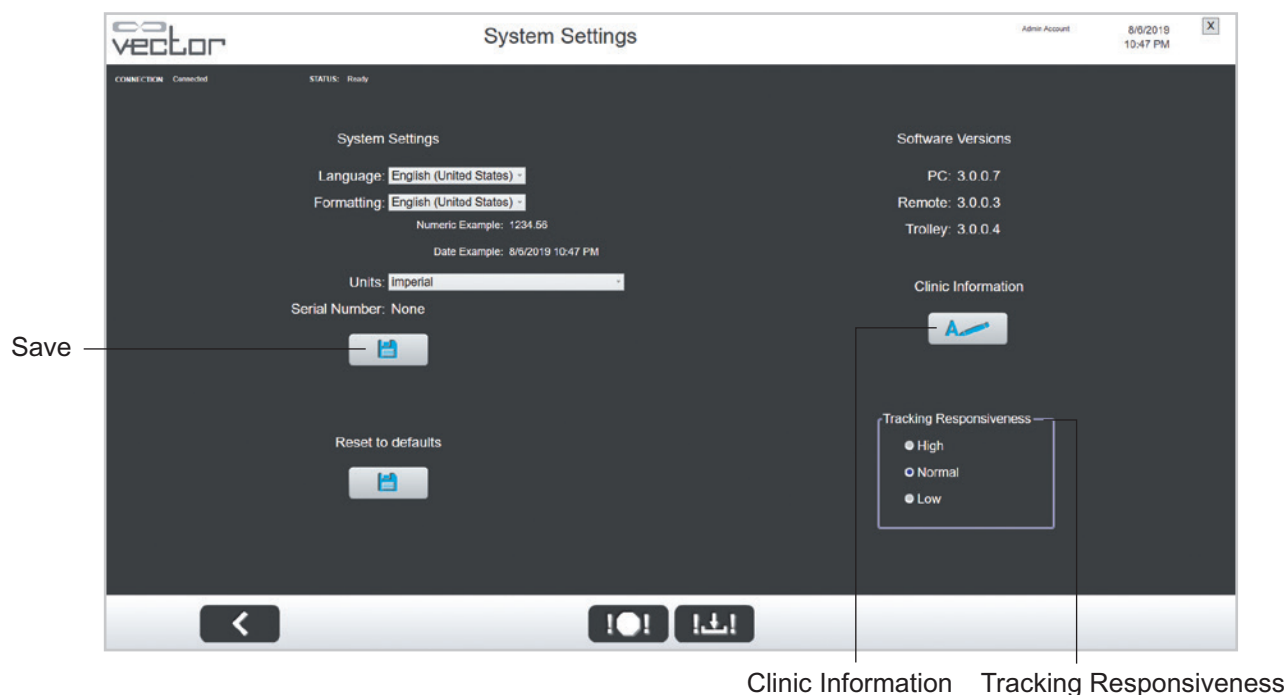 vector
System Settings
Admin Account
8/6/2019
10:47 PM
X
CONNECTION Connected
STATUS: Ready
System Settings
Language: English (United States)
Formatting: English (United States)
Numeric Example: 1234.56
Date Example: 8/6/2019 10:47 PM
Units: Imperial
Serial Number: None
Save
Reset to defaults
Software Versions
PC: 3.0.0.7
Remote: 3.0.0.3
Trolley: 3.0.0.4
Clinic Information
A
Tracking Responsiveness
High
Normal
Low
! !
! !
Clinic Information
Tracking Responsiveness